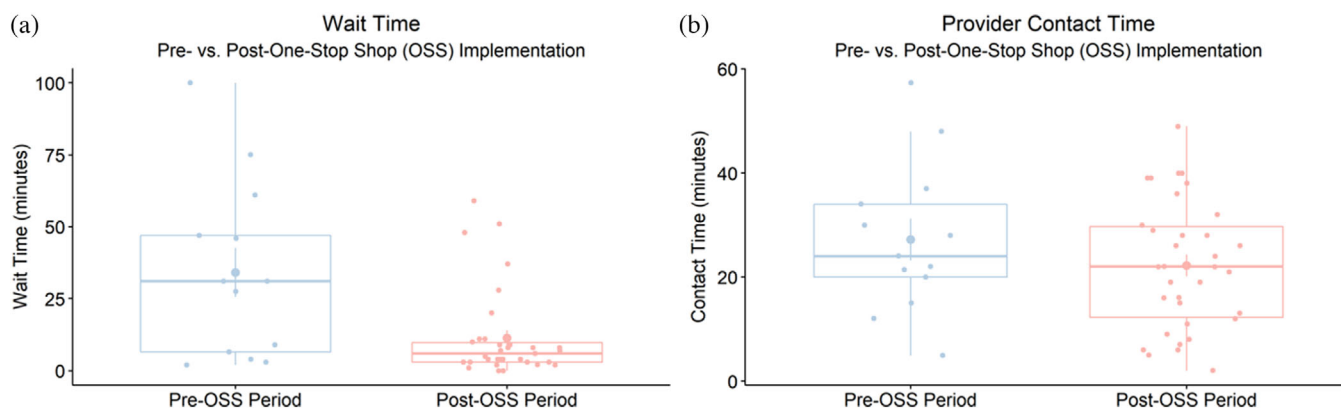 (a)
Wait Time
Pre- vs. Post-One-Stop Shop (OSS) Implementation
Wait Time (minutes)
100
75
50
25
0
Pre-OSS Period
Post-OSS Period
(b)
Provider Contact Time
Pre- vs. Post-One-Stop Shop (OSS) Implementation
Contact Time (minutes)
60
40
20
0
Pre-OSS Period
Post-OSS Period